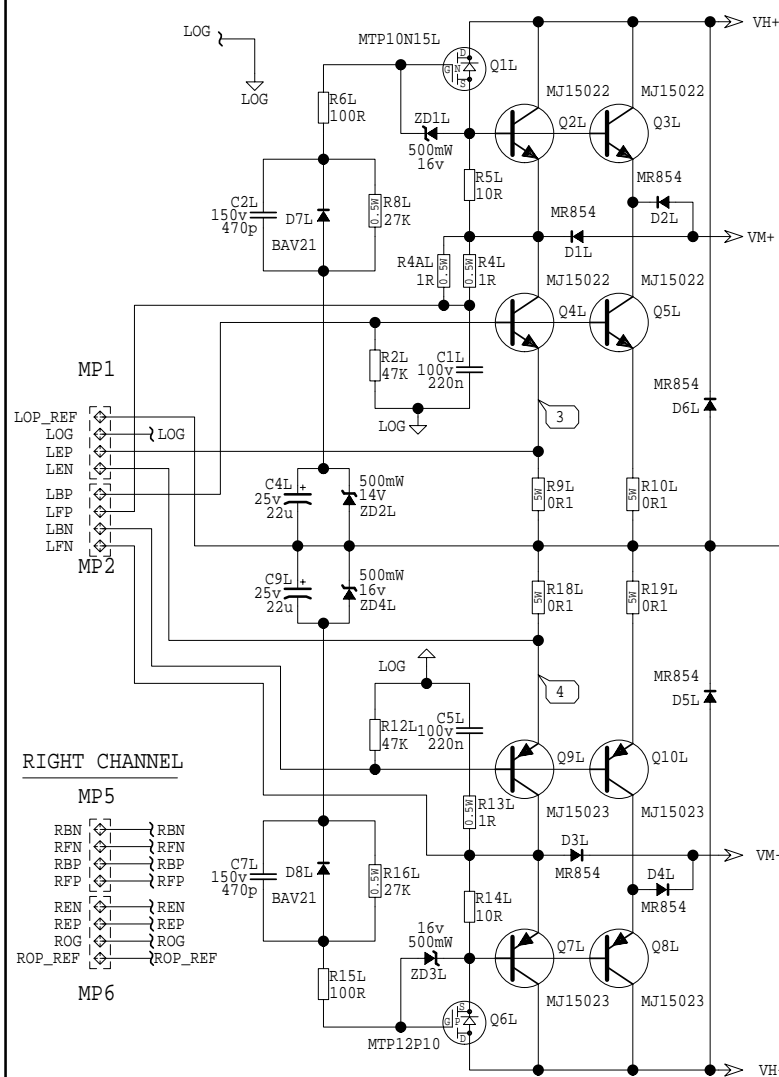 LOG
LOG
MTP10N15L
D
G N
S
Q1L
VH+
R6L
100R
MJ15022
MJ15022
ZD1L
500mW
16v
Q2L
Q3L
C2L
150v
470p
D7L
BAV21
0.5W
R8L
27K
R5L
10R
MR854
D2L
MR854
D1L
VM+
R4AL
1R
0.5W
0.5W
R4L
1R
MJ15022
MJ15022
Q4L
Q5L
MP1
R2L
47K
C1L
100v
220n
LOG
MR854
D6L
3
LOP_REF
LOG
LOG
LEP
LEN
LBP
LFP
LBN
LFN
MP2
C4L
25v
22u
+
500mW
14V
ZD2L
5W
R9L
0R1
5W
R10L
0R1
C9L
25v
22u
+
500mW
16v
ZD4L
5W
R18L
0R1
5W
R19L
0R1
LOG
4
MR854
D5L
R12L
47K
C5L
100v
220n
Q9L
Q10L
RIGHT CHANNEL
MP5
0.5W
R13L
1R
MJ15023
MJ15023
RBN
RBN
RFN
RFN
RBP
RBP
RFP
RFP
REN
REN
REP
REP
ROG
ROG
ROP_REF
ROP_REF
MP6
C7L
150v
470p
D8L
BAV21
0.5W
R16L
27K
D3L
MR854
VM-
D4L
MR854
R14L
10R
16v
500mW
ZD3L
Q7L
Q8L
R15L
100R
MJ15023
MJ15023
S
G P
D
Q6L
MTP12P10
VH